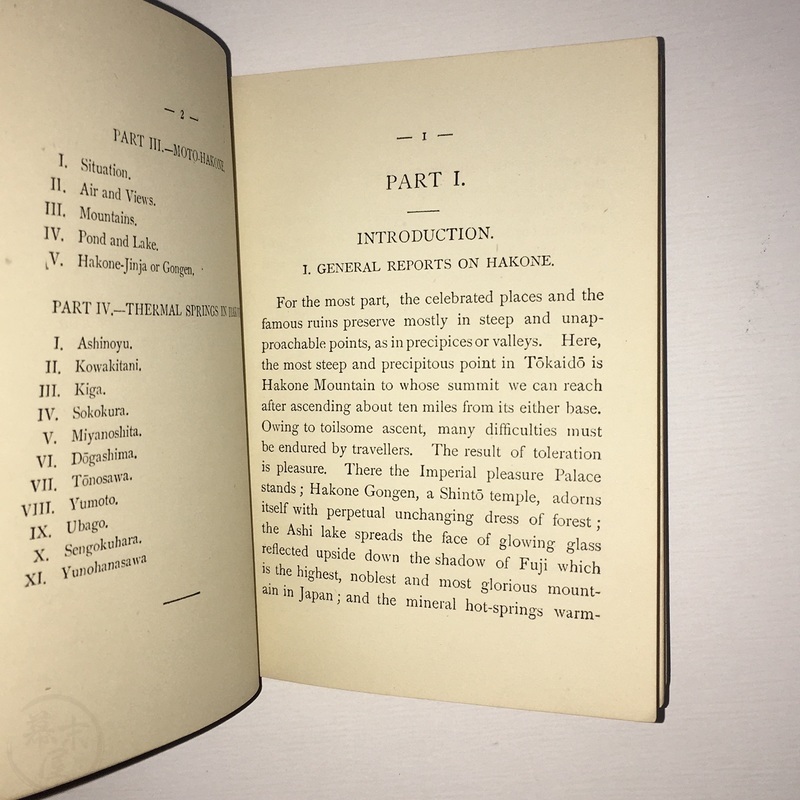 — 2 —
PART III.—MOTO-HAKONE.
I. Situation.
II. Air and Views.
III. Mountains.
IV. Pond and Lake.
V. Hakone-Jinja or Gongen.
PART IV.—THERMAL SPRINGS IN
I. Ashinoyu.
II. Kowakitani.
III. Kiga.
IV. Sokokura.
V. Miyanoshita.
VI. Dōgashima.
VII. Tōnosawa.
VIII. Yumoto.
IX. Ubago.
X. Sengokuhara.
XI. Yunohanasawa
— 1 —
PART I.
INTRODUCTION.
I. GENERAL REPORTS ON HAKONE.
For the most part, the celebrated places and the
famous ruins preserve mostly in steep and unap-
proachable points, as in precipices or valleys. Here,
the most steep and precipitous point in Tōkaidō is
Hakone Mountain to whose summit we can reach
after ascending about ten miles from its either base.
Owing to toilsome ascent, many difficulties must
be endured by travellers. The result of toleration
is pleasure. There the Imperial pleasure Palace
stands; Hakone Gongen, a Shintō temple, adorns
itself with perpetual unchanging dress of forest;
the Ashi lake spreads the face of glowing glass
reflected upside down the shadow of Fuji which
is the highest, noblest and most glorious mount-
ain in Japan; and the mineral hot-springs warm-
幕末屋